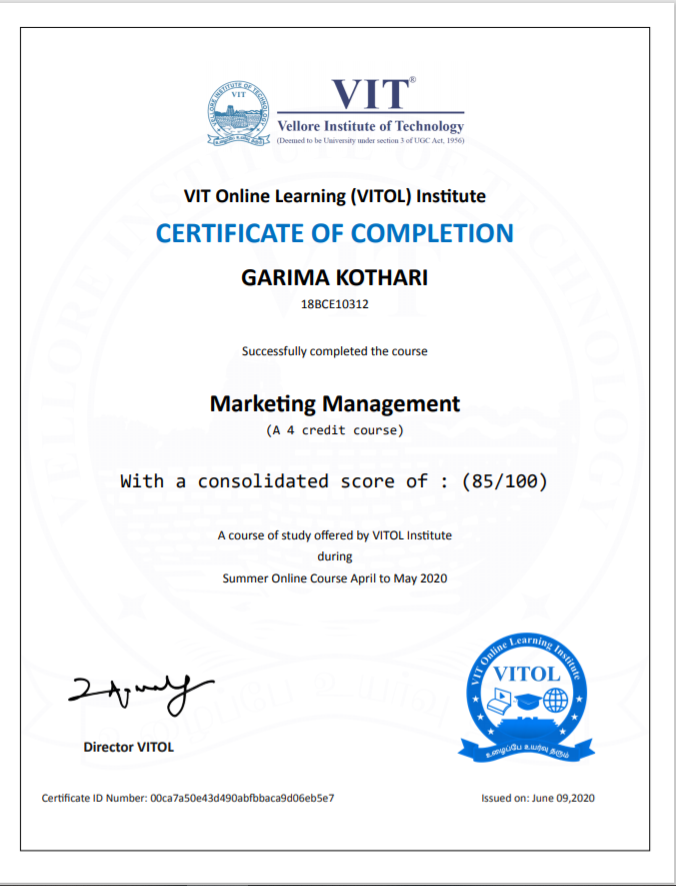 VELLORE INSTITUTE OF TECHNOLOGY
VIT
VIT®
Vellore Institute of Technology
(Deemed to be University under section 3 of UGC Act, 1956)
VIT Online Learning (VITOL) Institute
CERTIFICATE OF COMPLETION
GARIMA KOTHARI
18BCE10312
Successfully completed the course
Marketing Management
(A 4 credit course)
With a consolidated score of : (85/100)
A course of study offered by VITOL Institute
during
Summer Online Course April to May 2020
VIT Online Learning Institute
VITOL
உழைப்பே உயர்வு தரும்
Director VITOL
Certificate ID Number: 00ca7a50e43d490abfbbaca9d06eb5e7
Issued on: June 09,2020